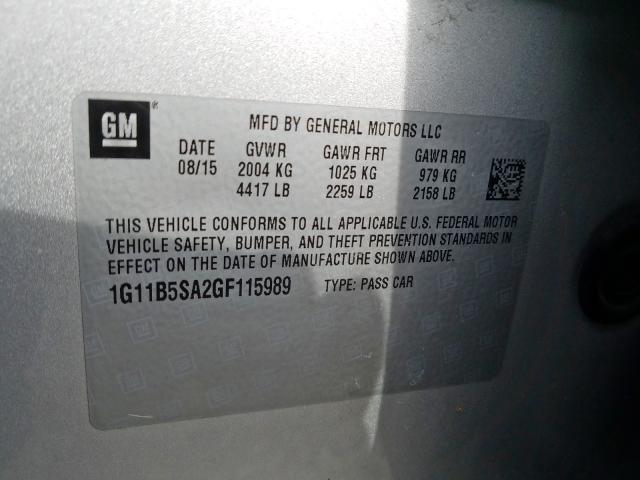 GM®
MFD BY GENERAL MOTORS LLC
DATE GVWR GAWR FRT GAWR RR
08/15 2004 KG 1025 KG 979 KG
4417 LB 2259 LB 2158 LB
THIS VEHICLE CONFORMS TO ALL APPLICABLE U.S. FEDERAL MOTOR
VEHICLE SAFETY, BUMPER, AND THEFT PREVENTION STANDARDS IN
EFFECT ON THE DATE OF MANUFACTURE SHOWN ABOVE.
1G11B5SA2GF115989 TYPE: PASS CAR